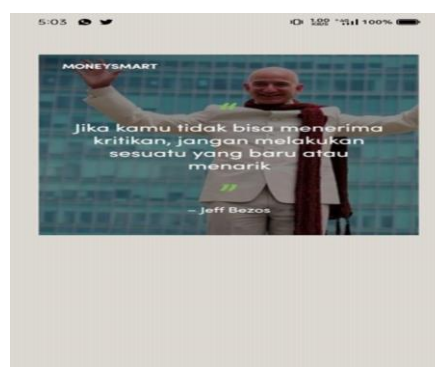 5:03
100%
MONEYSMART
"
Jika kamu tidak bisa menerima
kritikan, jangan melakukan
sesuatu yang baru atau
menarik
"
– Jeff Bezos